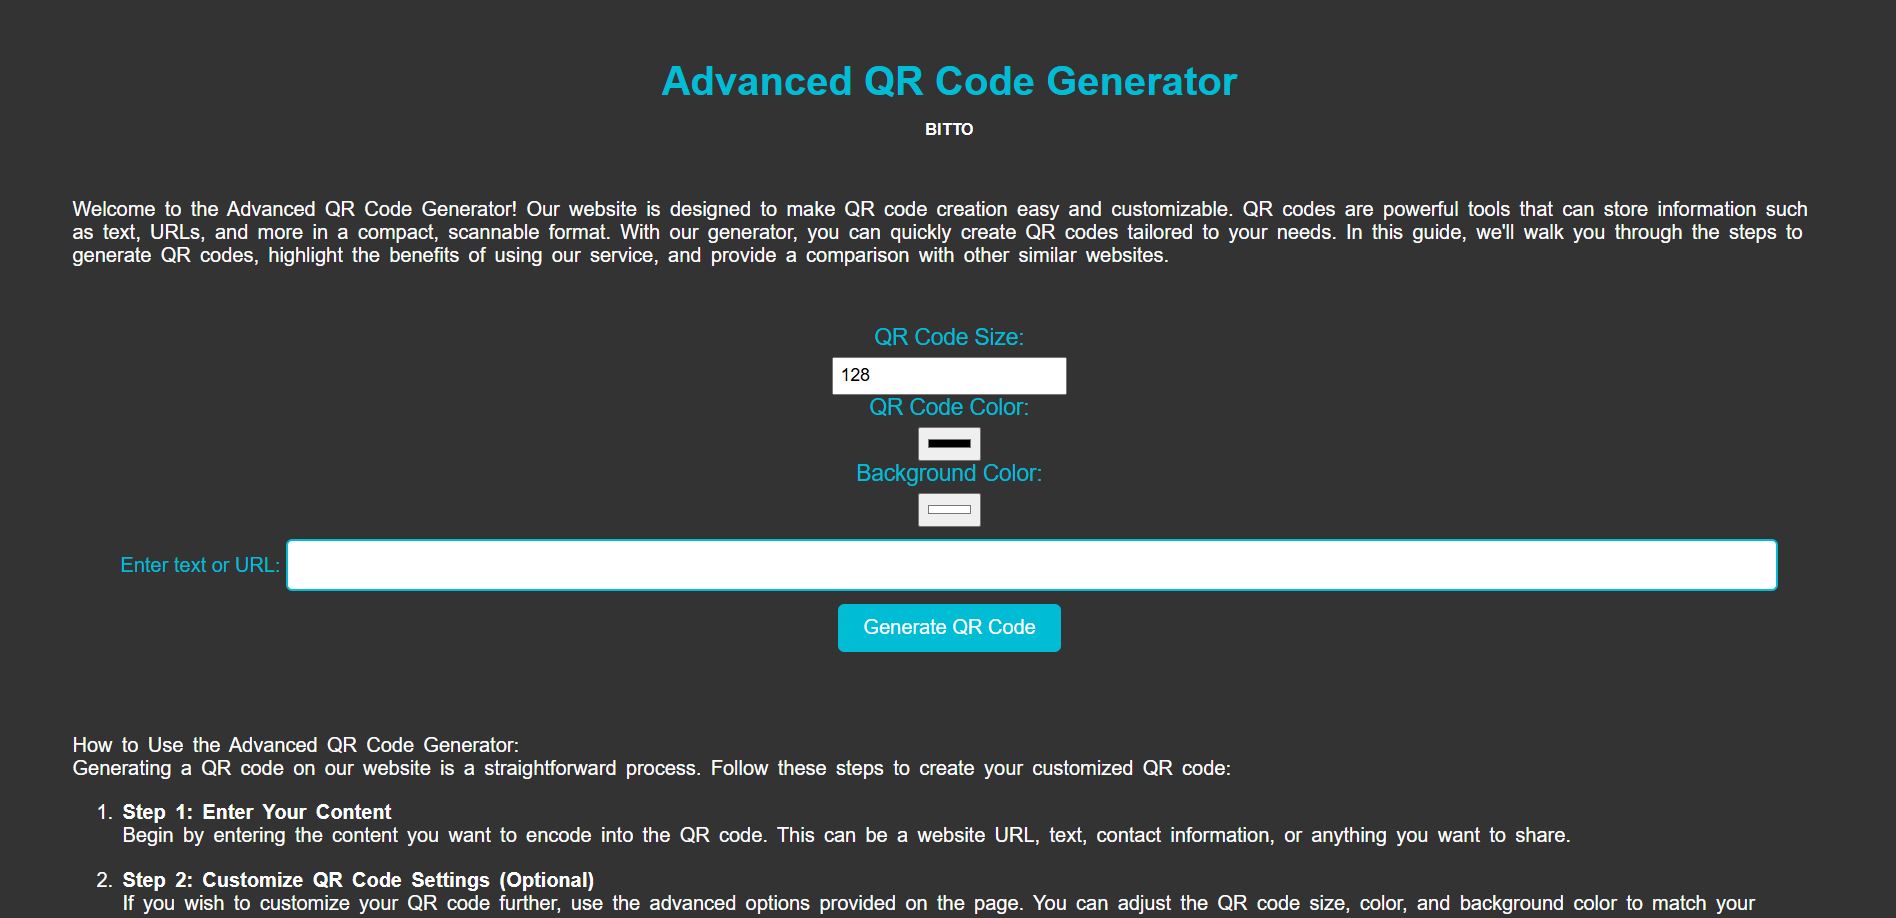 Advanced QR Code Generator
BITTO
Welcome to the Advanced QR Code Generator! Our website is designed to make QR code creation easy and customizable. QR codes are powerful tools that can store information such
as text, URLs, and more in a compact, scannable format. With our generator, you can quickly create QR codes tailored to your needs. In this guide, we'll walk you through the steps to
generate QR codes, highlight the benefits of using our service, and provide a comparison with other similar websites.
QR Code Size:
128
QR Code Color:
Background Color:
Enter text or URL:
Generate QR Code
How to Use the Advanced QR Code Generator:
Generating a QR code on our website is a straightforward process. Follow these steps to create your customized QR code:
1. Step 1: Enter Your Content
Begin by entering the content you want to encode into the QR code. This can be a website URL, text, contact information, or anything you want to share.
2. Step 2: Customize QR Code Settings (Optional)
If you wish to customize your QR code further, use the advanced options provided on the page. You can adjust the QR code size, color, and background color to match your